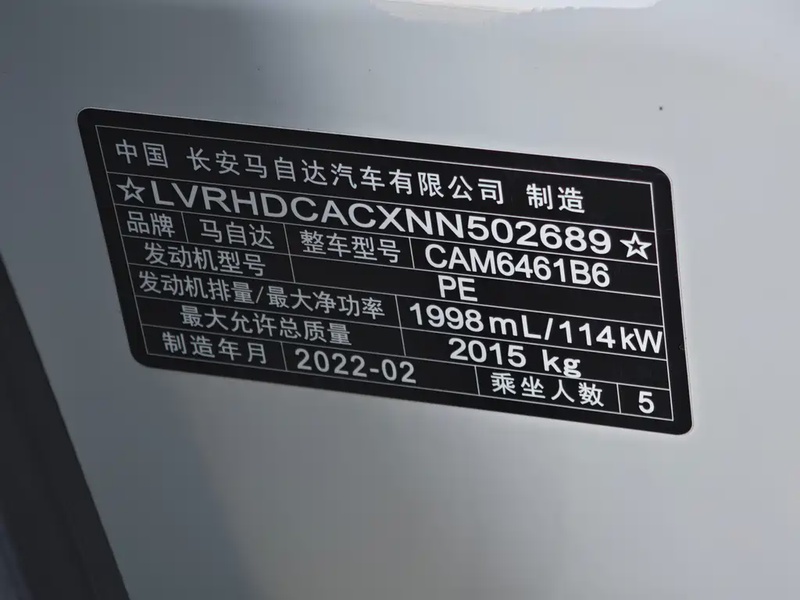 中国 长安马自达汽车有限公司 制造
☆LVRHDCACXNN502689☆
品牌 马自达 整车型号 CAM6461B6
发动机型号 PE
发动机排量/最大净功率 1998mL/114kW
最大允许总质量 2015 kg
制造年月 2022-02 乘坐人数 5